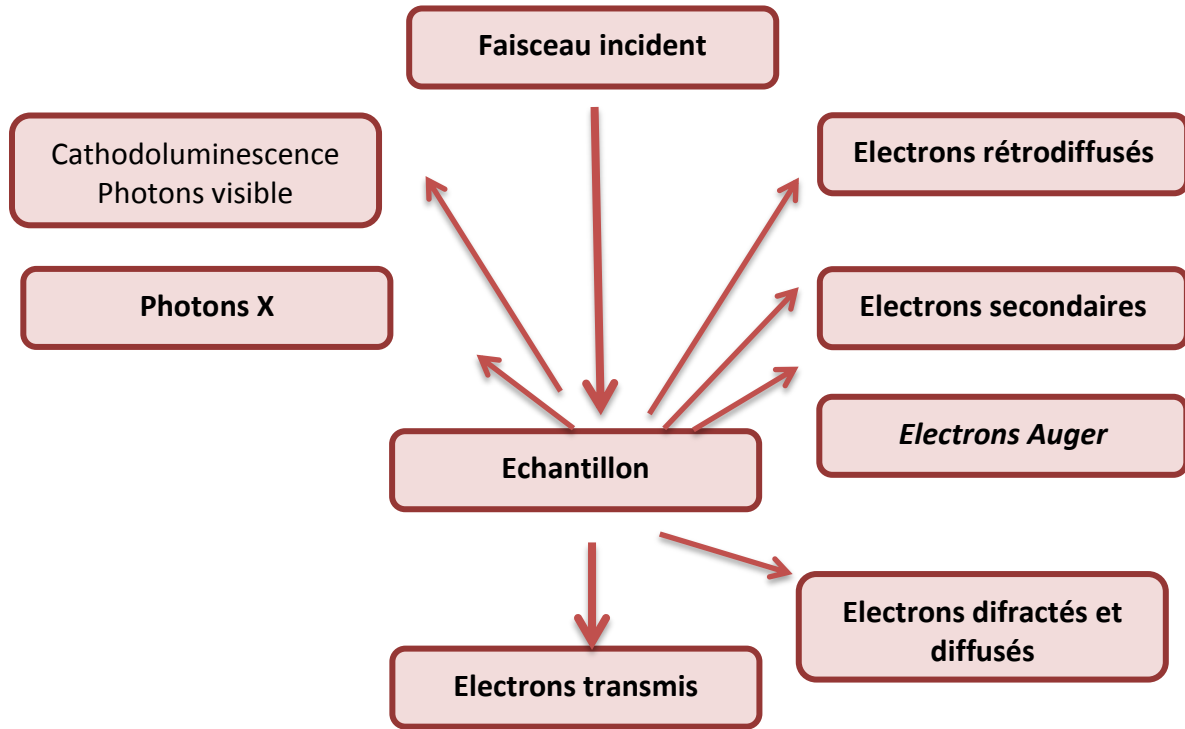 Faisceau incident
Cathodoluminescence
Photons visible
Electrons rétrodiffusés
Photons X
Electrons secondaires
Electrons Auger
Echantillon
Electrons difractés et
diffusés
Electrons transmis